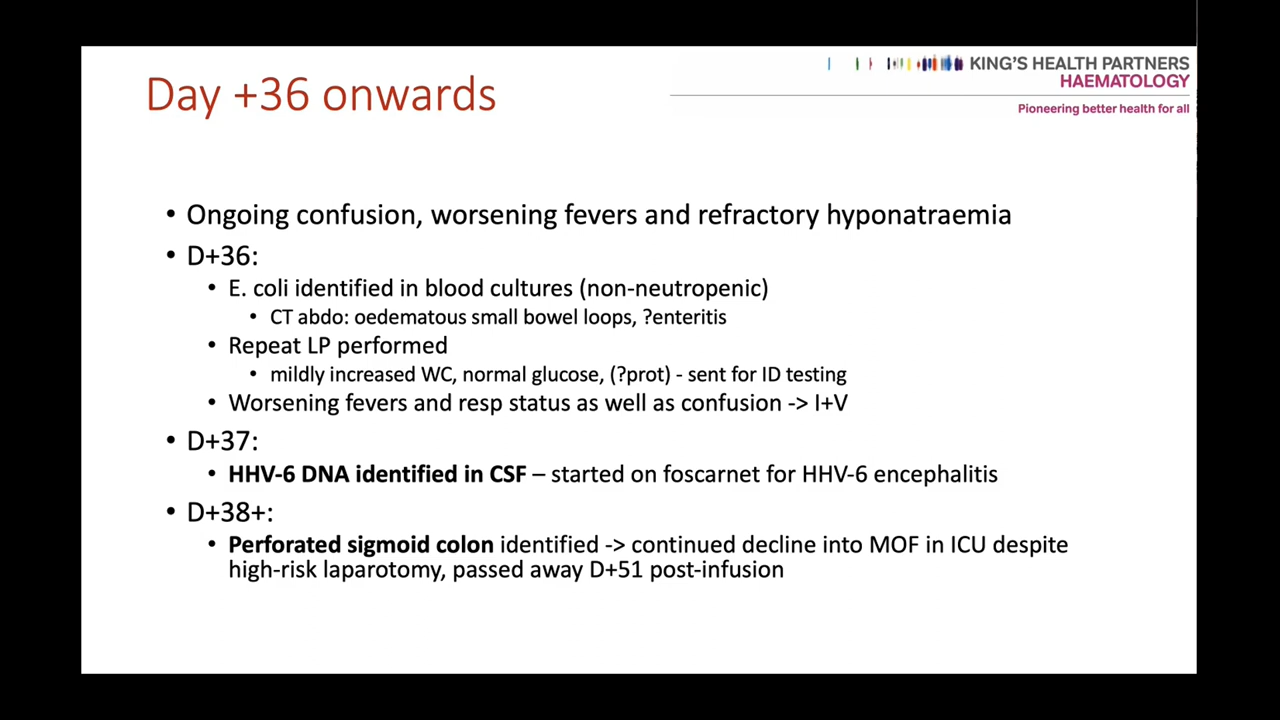 Day +36 onwards
KING'S HEALTH PARTNERS
HAEMATOLOGY
Pioneering better health for all
• Ongoing confusion, worsening fevers and refractory hyponatraemia
• D+36:
• E. coli identified in blood cultures (non-neutropenic)
• CT abdo: oedematous small bowel loops, ?enteritis
• Repeat LP performed
• mildly increased WC, normal glucose, (?prot) - sent for ID testing
• Worsening fevers and resp status as well as confusion -> I+V
• D+37:
• HHV-6 DNA identified in CSF – started on foscarnet for HHV-6 encephalitis
• D+38+:
• Perforated sigmoid colon identified -> continued decline into MOF in ICU despite
high-risk laparotomy, passed away D+51 post-infusion